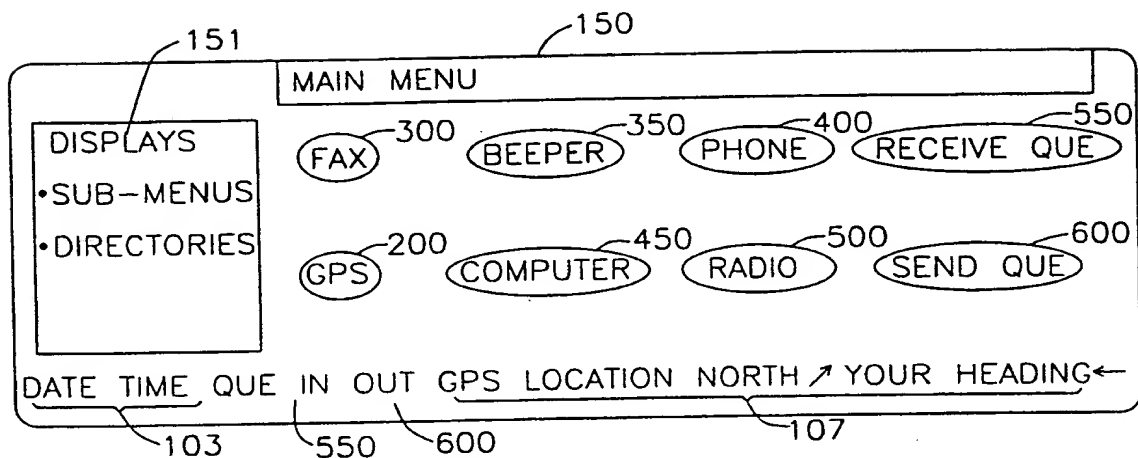 151
150
MAIN MENU
DISPLAYS
•SUB-MENUS
•DIRECTORIES
300 350 400 550
FAX BEEPER PHONE RECEIVE QUE
200 450 500 600
GPS COMPUTER RADIO SEND QUE
DATE TIME QUE IN OUT GPS LOCATION NORTH ↗ YOUR HEADING←
103 550 600 107